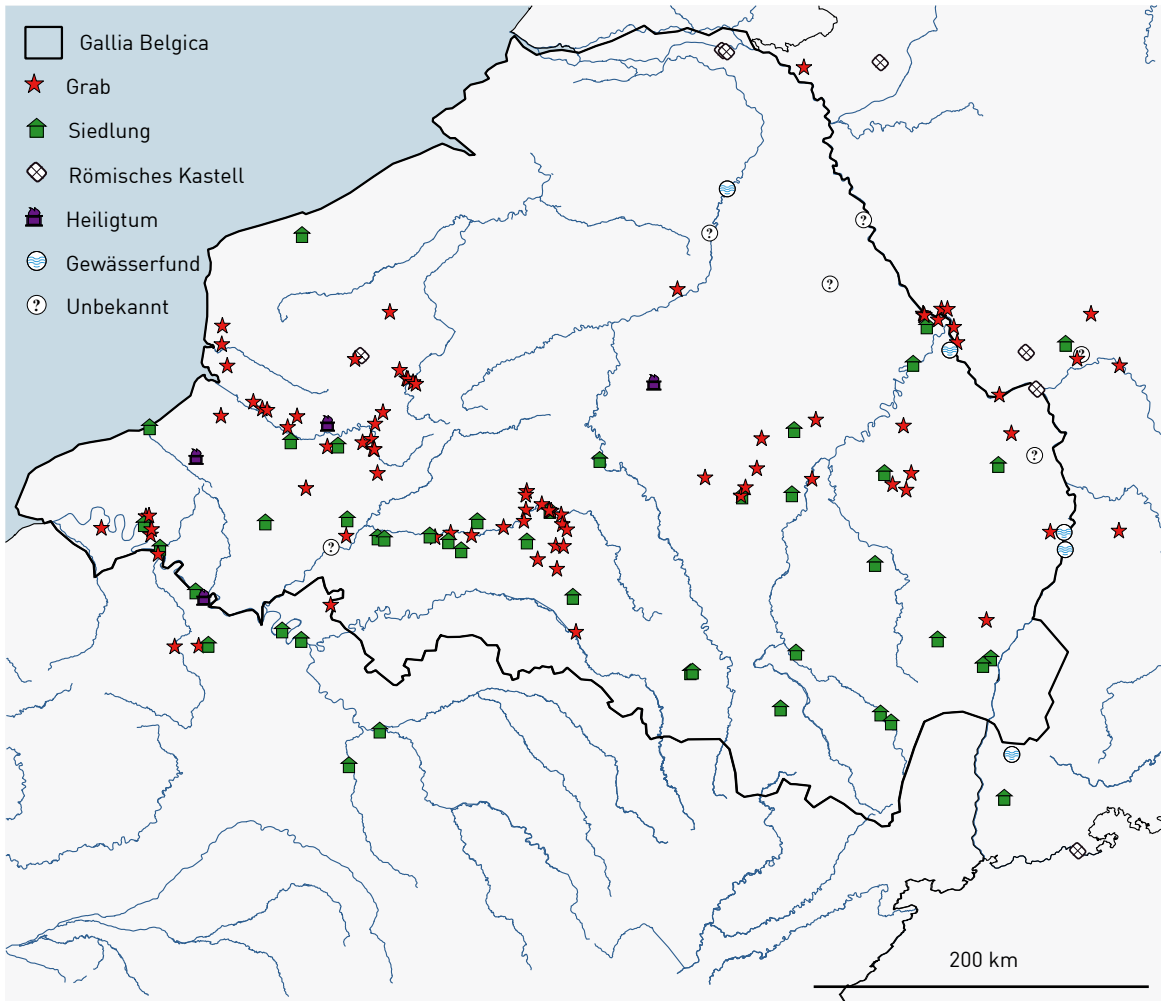 Gallia Belgica
Grab
Siedlung
Römisches Kastell
Heiligtum
Gewässerfund
? Unbekannt
?
?
?
?
?
?
200 km